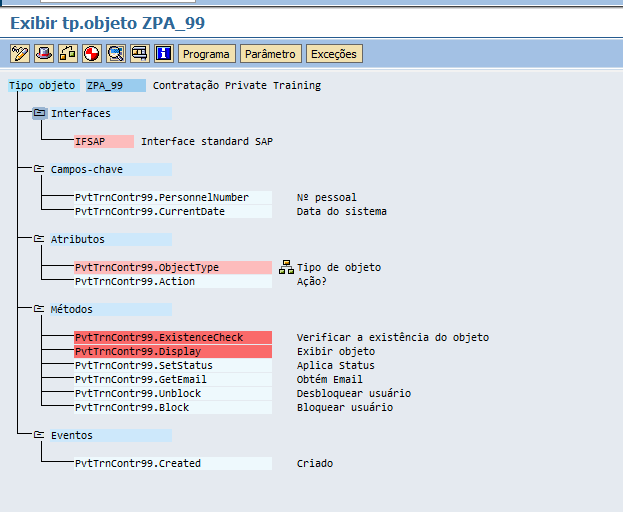 Exibir tp.objeto ZPA_99
Programa Parâmetro Exceções
Tipo objeto ZPA_99 Contratação Private Training
Interfaces
IFSAP Interface standard SAP
Campos-chave
PvtTrnContr99.PersonnelNumber Nº pessoal
PvtTrnContr99.CurrentDate Data do sistema
Atributos
PvtTrnContr99.ObjectType Tipo de objeto
PvtTrnContr99.Action Ação?
Métodos
PvtTrnContr99.ExistenceCheck Verificar a existência do objeto
PvtTrnContr99.Display Exibir objeto
PvtTrnContr99.SetStatus Aplica Status
PvtTrnContr99.GetEmail Obtém Email
PvtTrnContr99.Unblock Desbloquear usuário
PvtTrnContr99.Block Bloquear usuário
Eventos
PvtTrnContr99.Created Criado